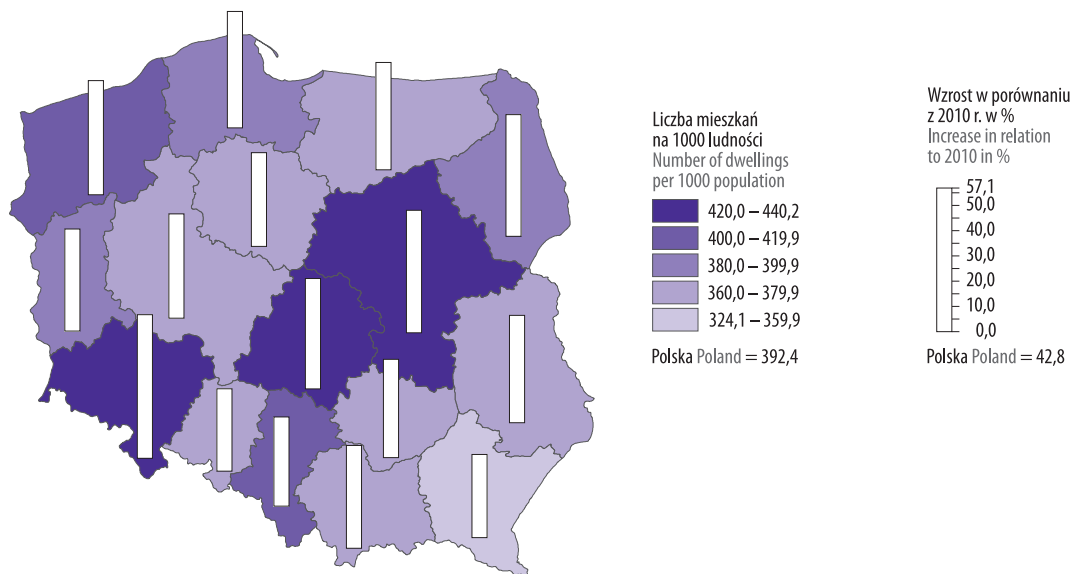 Liczba mieszkań
na 1000 ludności
Number of dwellings
per 1000 population
420,0 – 440,2
400,0 – 419,9
380,0 – 399,9
360,0 – 379,9
324,1 – 359,9
Polska Poland = 392,4
Wzrost w porównaniu
z 2010 r. w %
Increase in relation
to 2010 in %
57,1
50,0
40,0
30,0
20,0
10,0
0,0
Polska Poland = 42,8